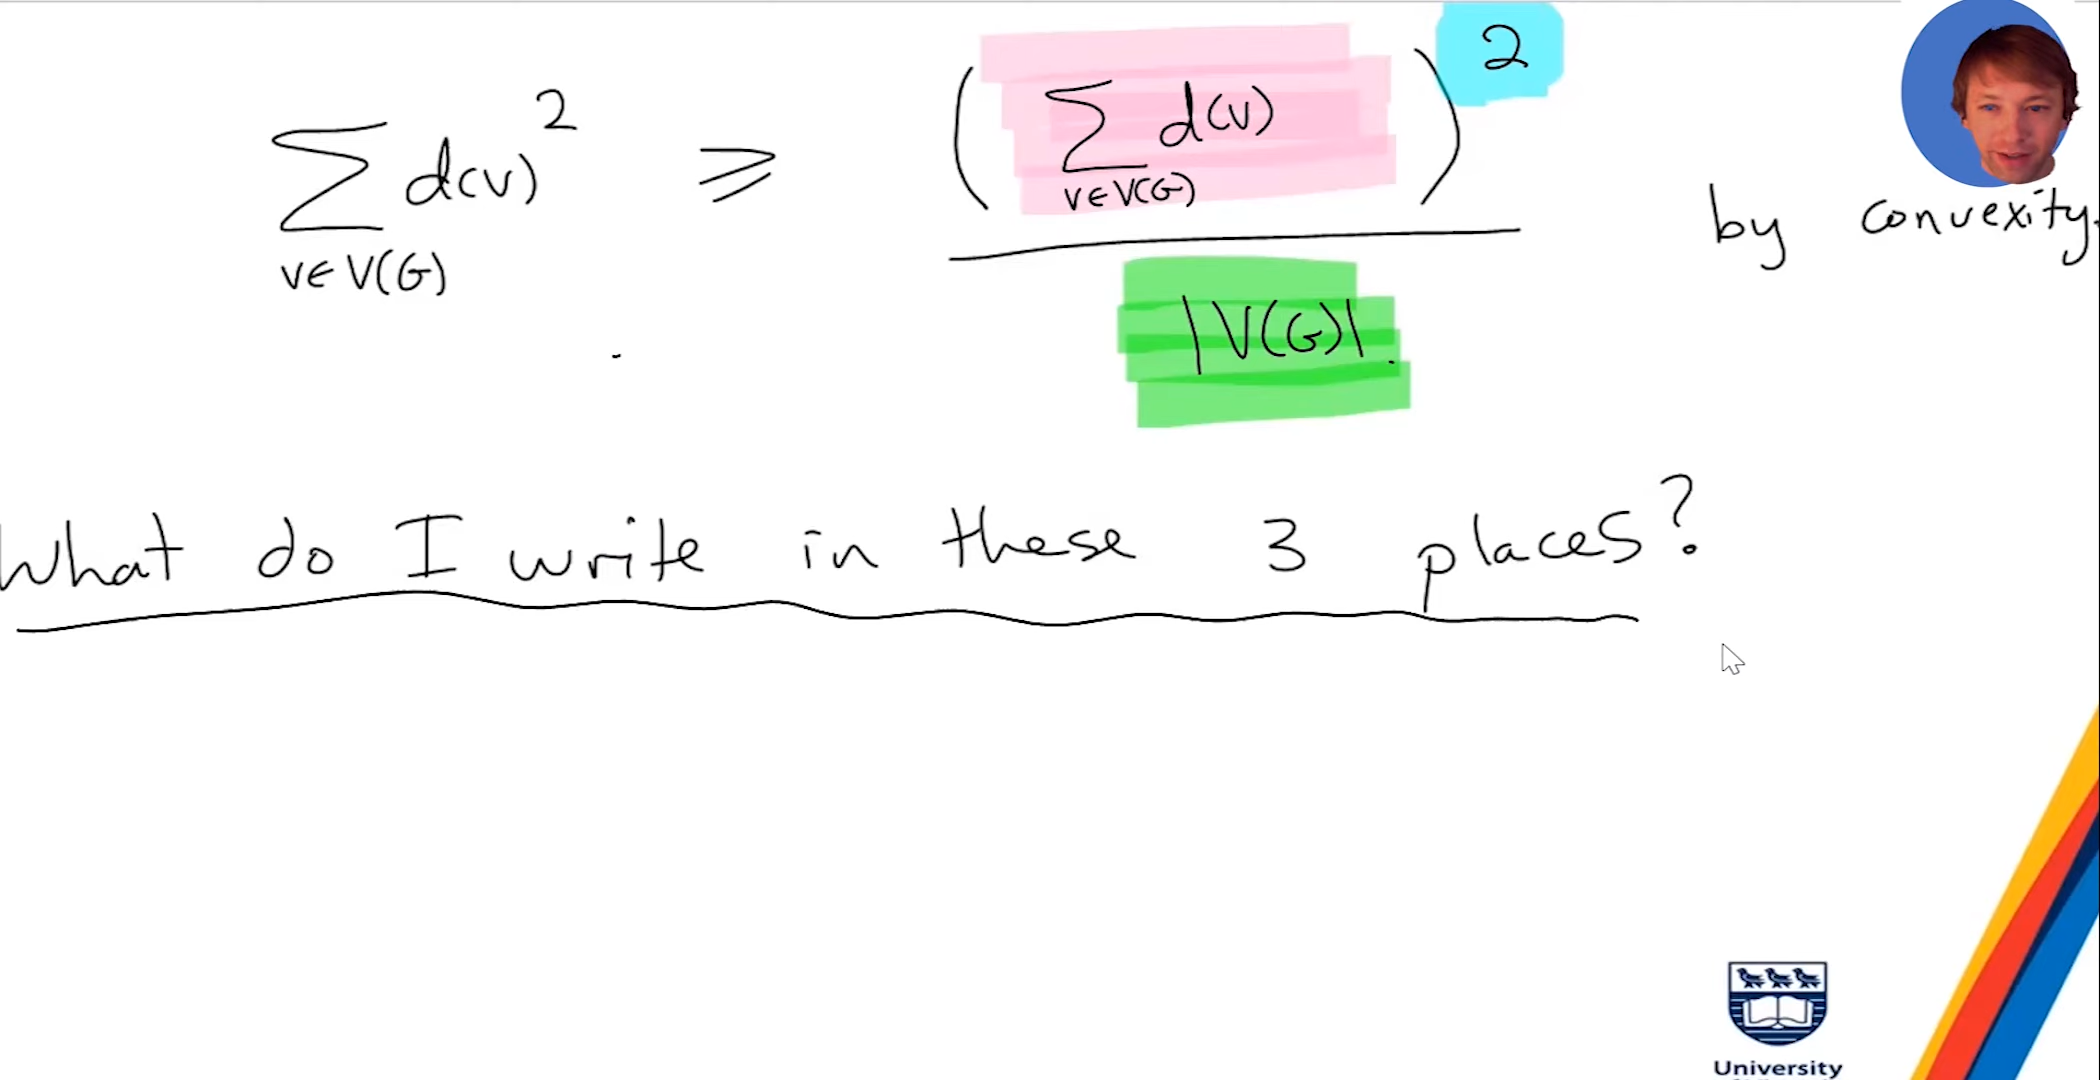 ∑ d(v)² ≥ (∑ d(v))²
v∈V(G) v∈V(G)
by convexity.
|V(G)|.
What do I write in these 3 places?
University